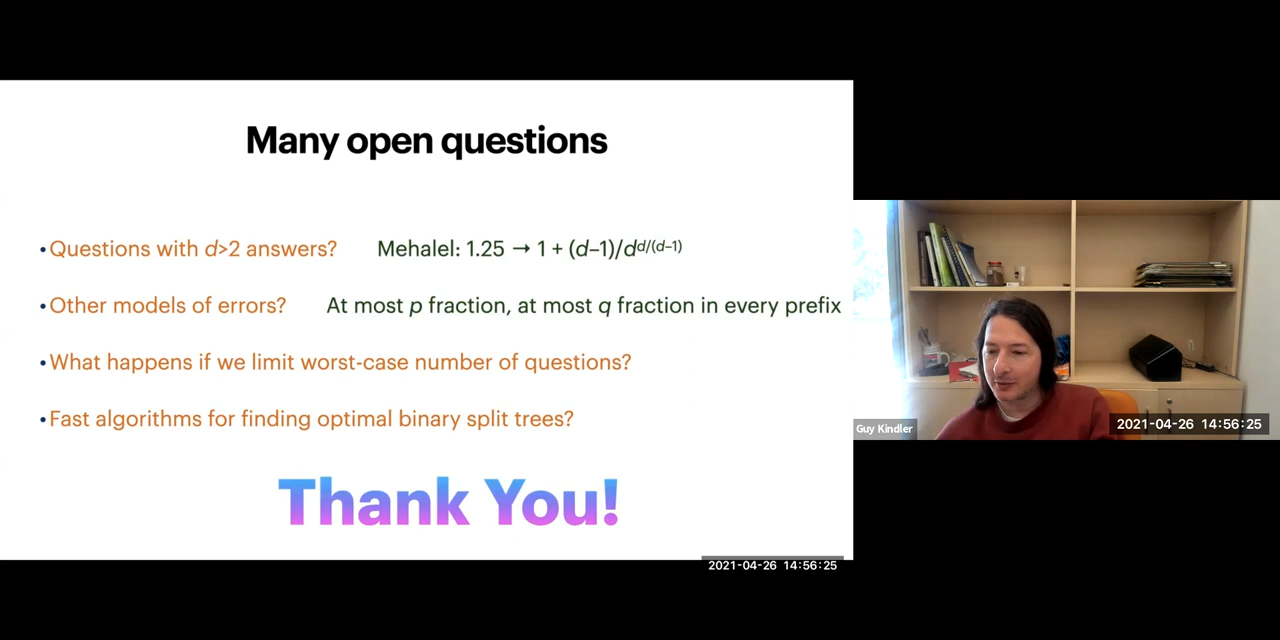 Many open questions
• Questions with d>2 answers? Mehalel: 1.25 → 1 + (d–1)/d^d/(d–1)
• Other models of errors? At most p fraction, at most q fraction in every prefix
• What happens if we limit worst-case number of questions?
• Fast algorithms for finding optimal binary split trees?
Thank You!
2021-04-26 14:56:25
Guy Kindler
2021-04-26 14:56:25